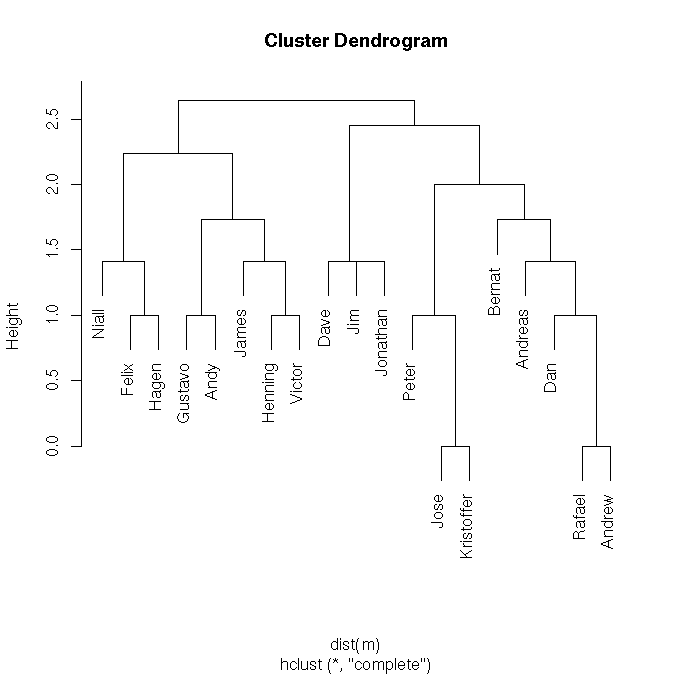 Cluster Dendrogram
Height
2.5
2.0
1.5
1.0
0.5
0.0
Niall
Felix
Hagen
Gustavo
Andy
James
Henning
Victor
Dave
Jim
Jonathan
Peter
Jose
Kristoffer
Bernat
Andreas
Dan
Rafael
Andrew
dist(m)
hclust (*, "complete")